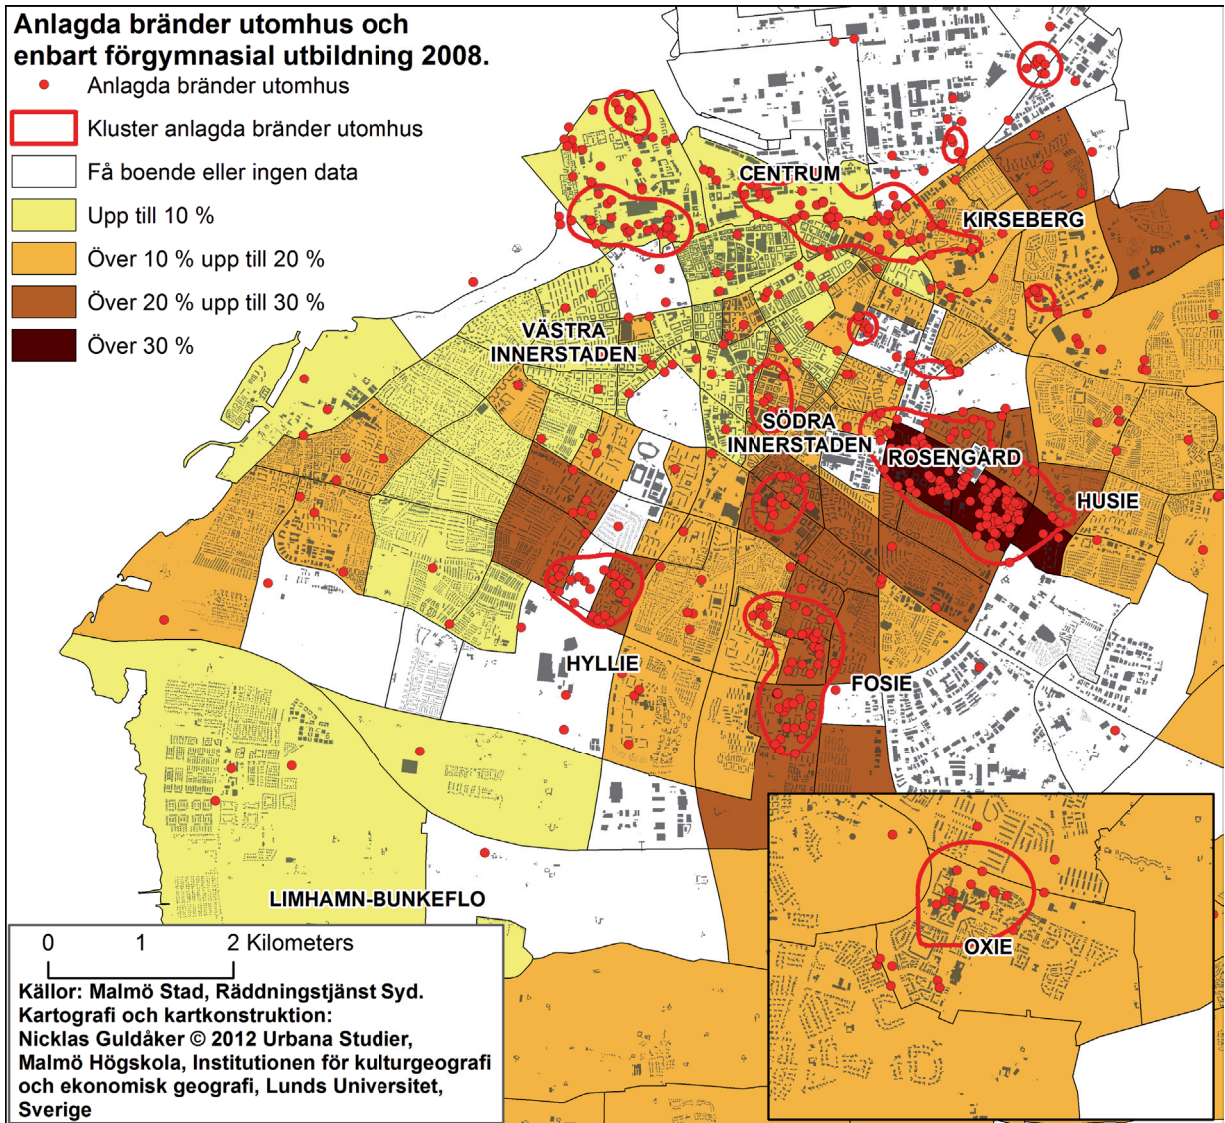 Anlagda bränder utomhus och
enbart förgymnasial utbildning 2008.
Anlagda bränder utomhus
Kluster anlagda bränder utomhus
Få boende eller ingen data
Upp till 10 %
Över 10 % upp till 20 %
Över 20 % upp till 30 %
Över 30 %
CENTRUM
KIRSEBERG
VÄSTRA
INNERSTADEN
SÖDRA
INNERSTADEN
ROSENGÅRD
HUSIE
HYLLIE
FOSIE
LIMHAMN-BUNKEFLO
OXIE
0 1 2 Kilometers
Källor: Malmö Stad, Räddningstjänst Syd.
Kartografi och kartkonstruktion:
Nicklas Guldåker © 2012 Urbana Studier,
Malmö Högskola, Institutionen för kulturgeografi
och ekonomisk geografi, Lunds Universitet,
Sverige